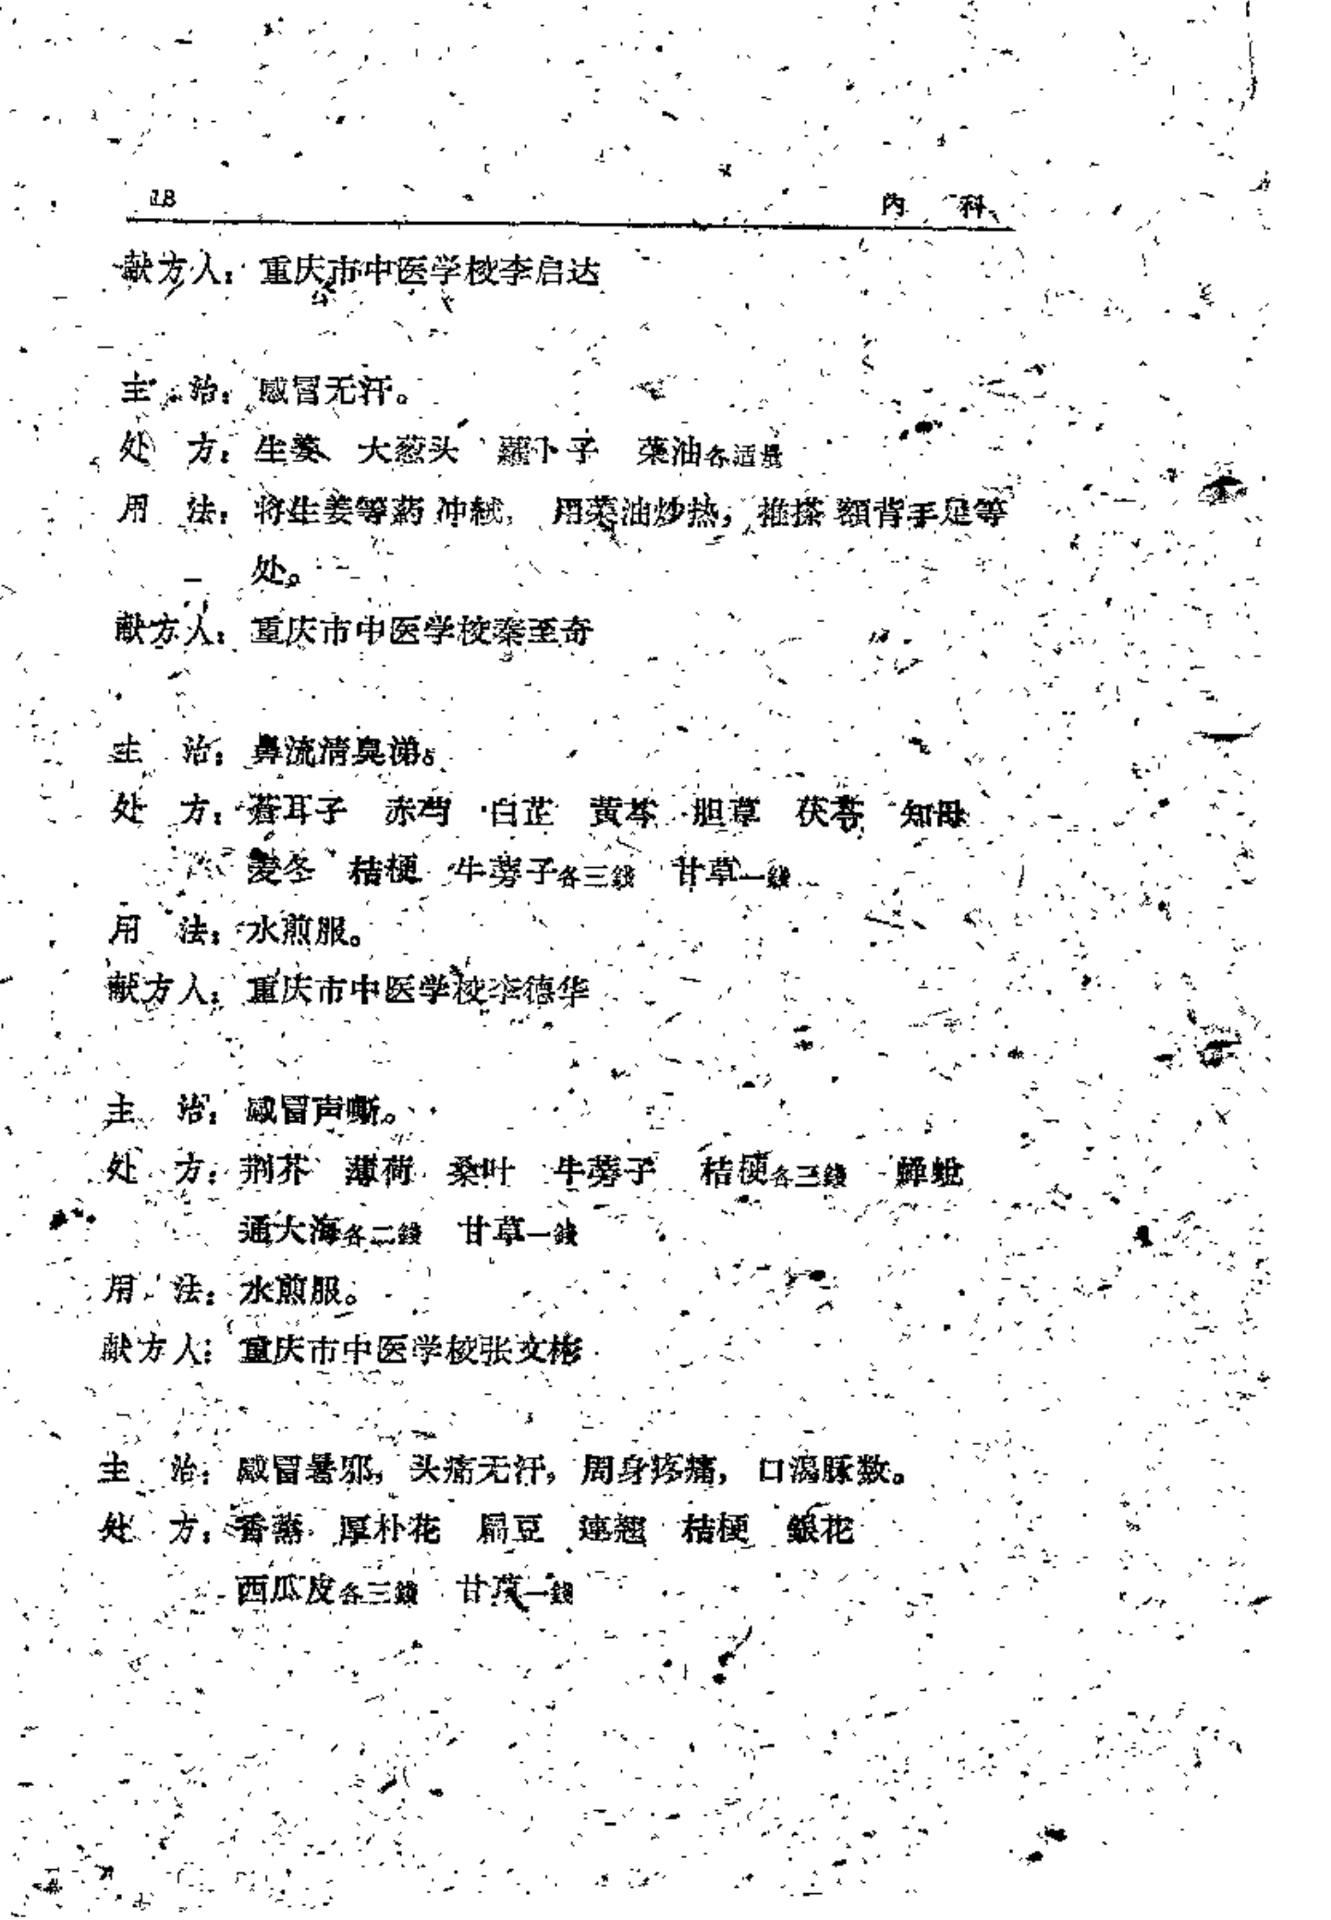 18 内 科
献方人：重庆市中医学校李启达
主 治：感冒无汗。
处 方：生姜 大葱头 蘿卜子 菜油各适量
用 法：将生姜等药冲绒，用菜油炒热，推搽额背手足等
处。
献方人：重庆市中医学校秦至奇
主 治：鼻流清臭涕。
处 方：蒼耳子 赤芍 白芷 黄芩 胆草 茯苓 知母
麦冬 桔梗 牛蒡子各三錢 甘草一錢
用 法：水煎服。
献方人：重庆市中医学校李德华
主 治：感冒声嘶。
处 方：荆芥 薄荷 桑叶 牛蒡子 桔梗各三錢 蟬蛻
通大海各二錢 甘草一錢
用 法：水煎服。
献方人：重庆市中医学校张文彬
主 治：感冒暑邪，头痛无汗，周身疼痛，口渴脉数。
处 方：香薷 厚朴花 扁豆 連翹 桔梗 銀花
西瓜皮各三錢 甘草一錢